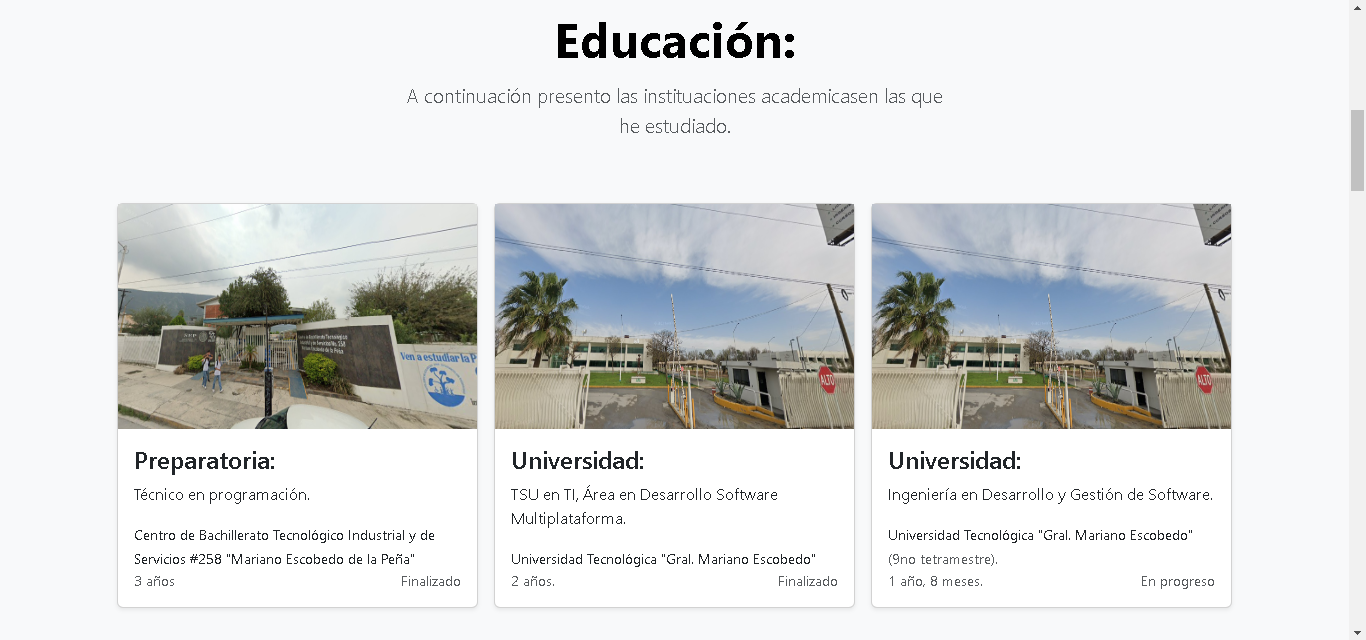 Educación:
A continuación presento las instituaciones academicasen las que
he estudiado.
Ven a estudiar la P
ALTO
ALTO
Preparatoria:
Técnico en programación.
Centro de Bachillerato Tecnológico Industrial y de
Servicios #258 "Mariano Escobedo de la Peña"
3 años
Finalizado
Universidad:
TSU en TI, Área en Desarrollo Software
Multiplataforma.
Universidad Tecnológica "Gral. Mariano Escobedo"
2 años.
Finalizado
Universidad:
Ingeniería en Desarrollo y Gestión de Software.
Universidad Tecnológica "Gral. Mariano Escobedo"
(9no tetramestre).
1 año, 8 meses.
En progreso